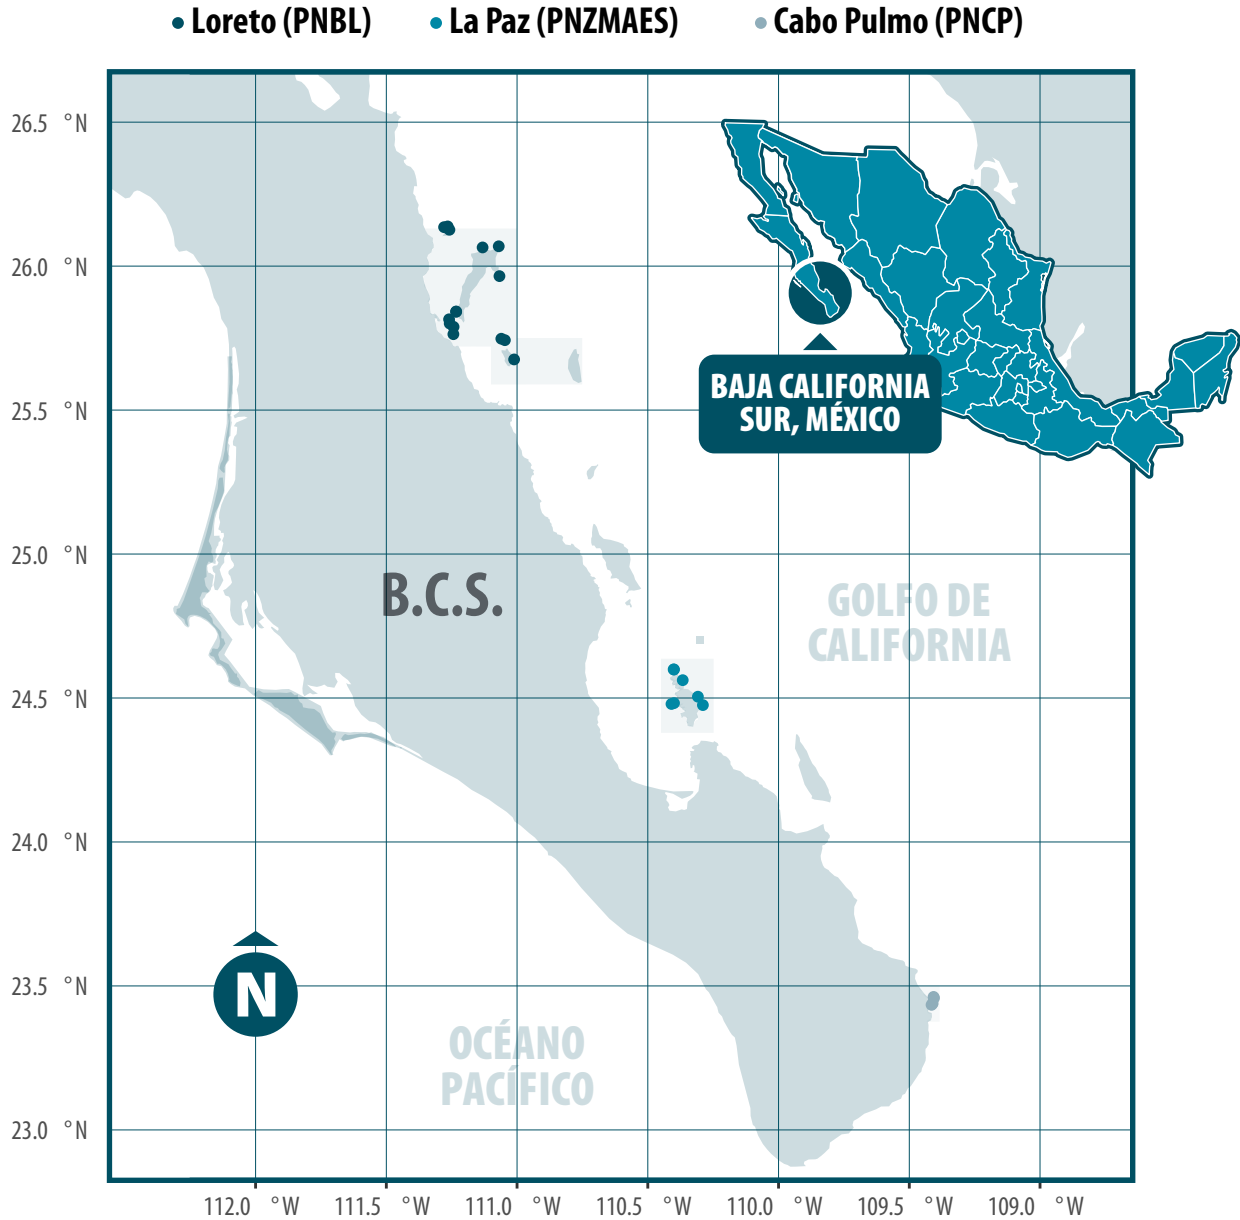 Loreto (PNBL) La Paz (PNZMAES) Cabo Pulmo (PNCP)
26.5 °N
26.0 °N
BAJA CALIFORNIA
SUR, MÉXICO
25.5 °N
25.0 °N
B.C.S.
GOLFO DE
CALIFORNIA
24.5 °N
24.0 °N
23.5 °N
N
OCÉANO
PACÍFICO
23.0 °N
112.0 °W 111.5 °W 111.0 °W 110.5 °W 110.0 °W 109.5 °W 109.0 °W